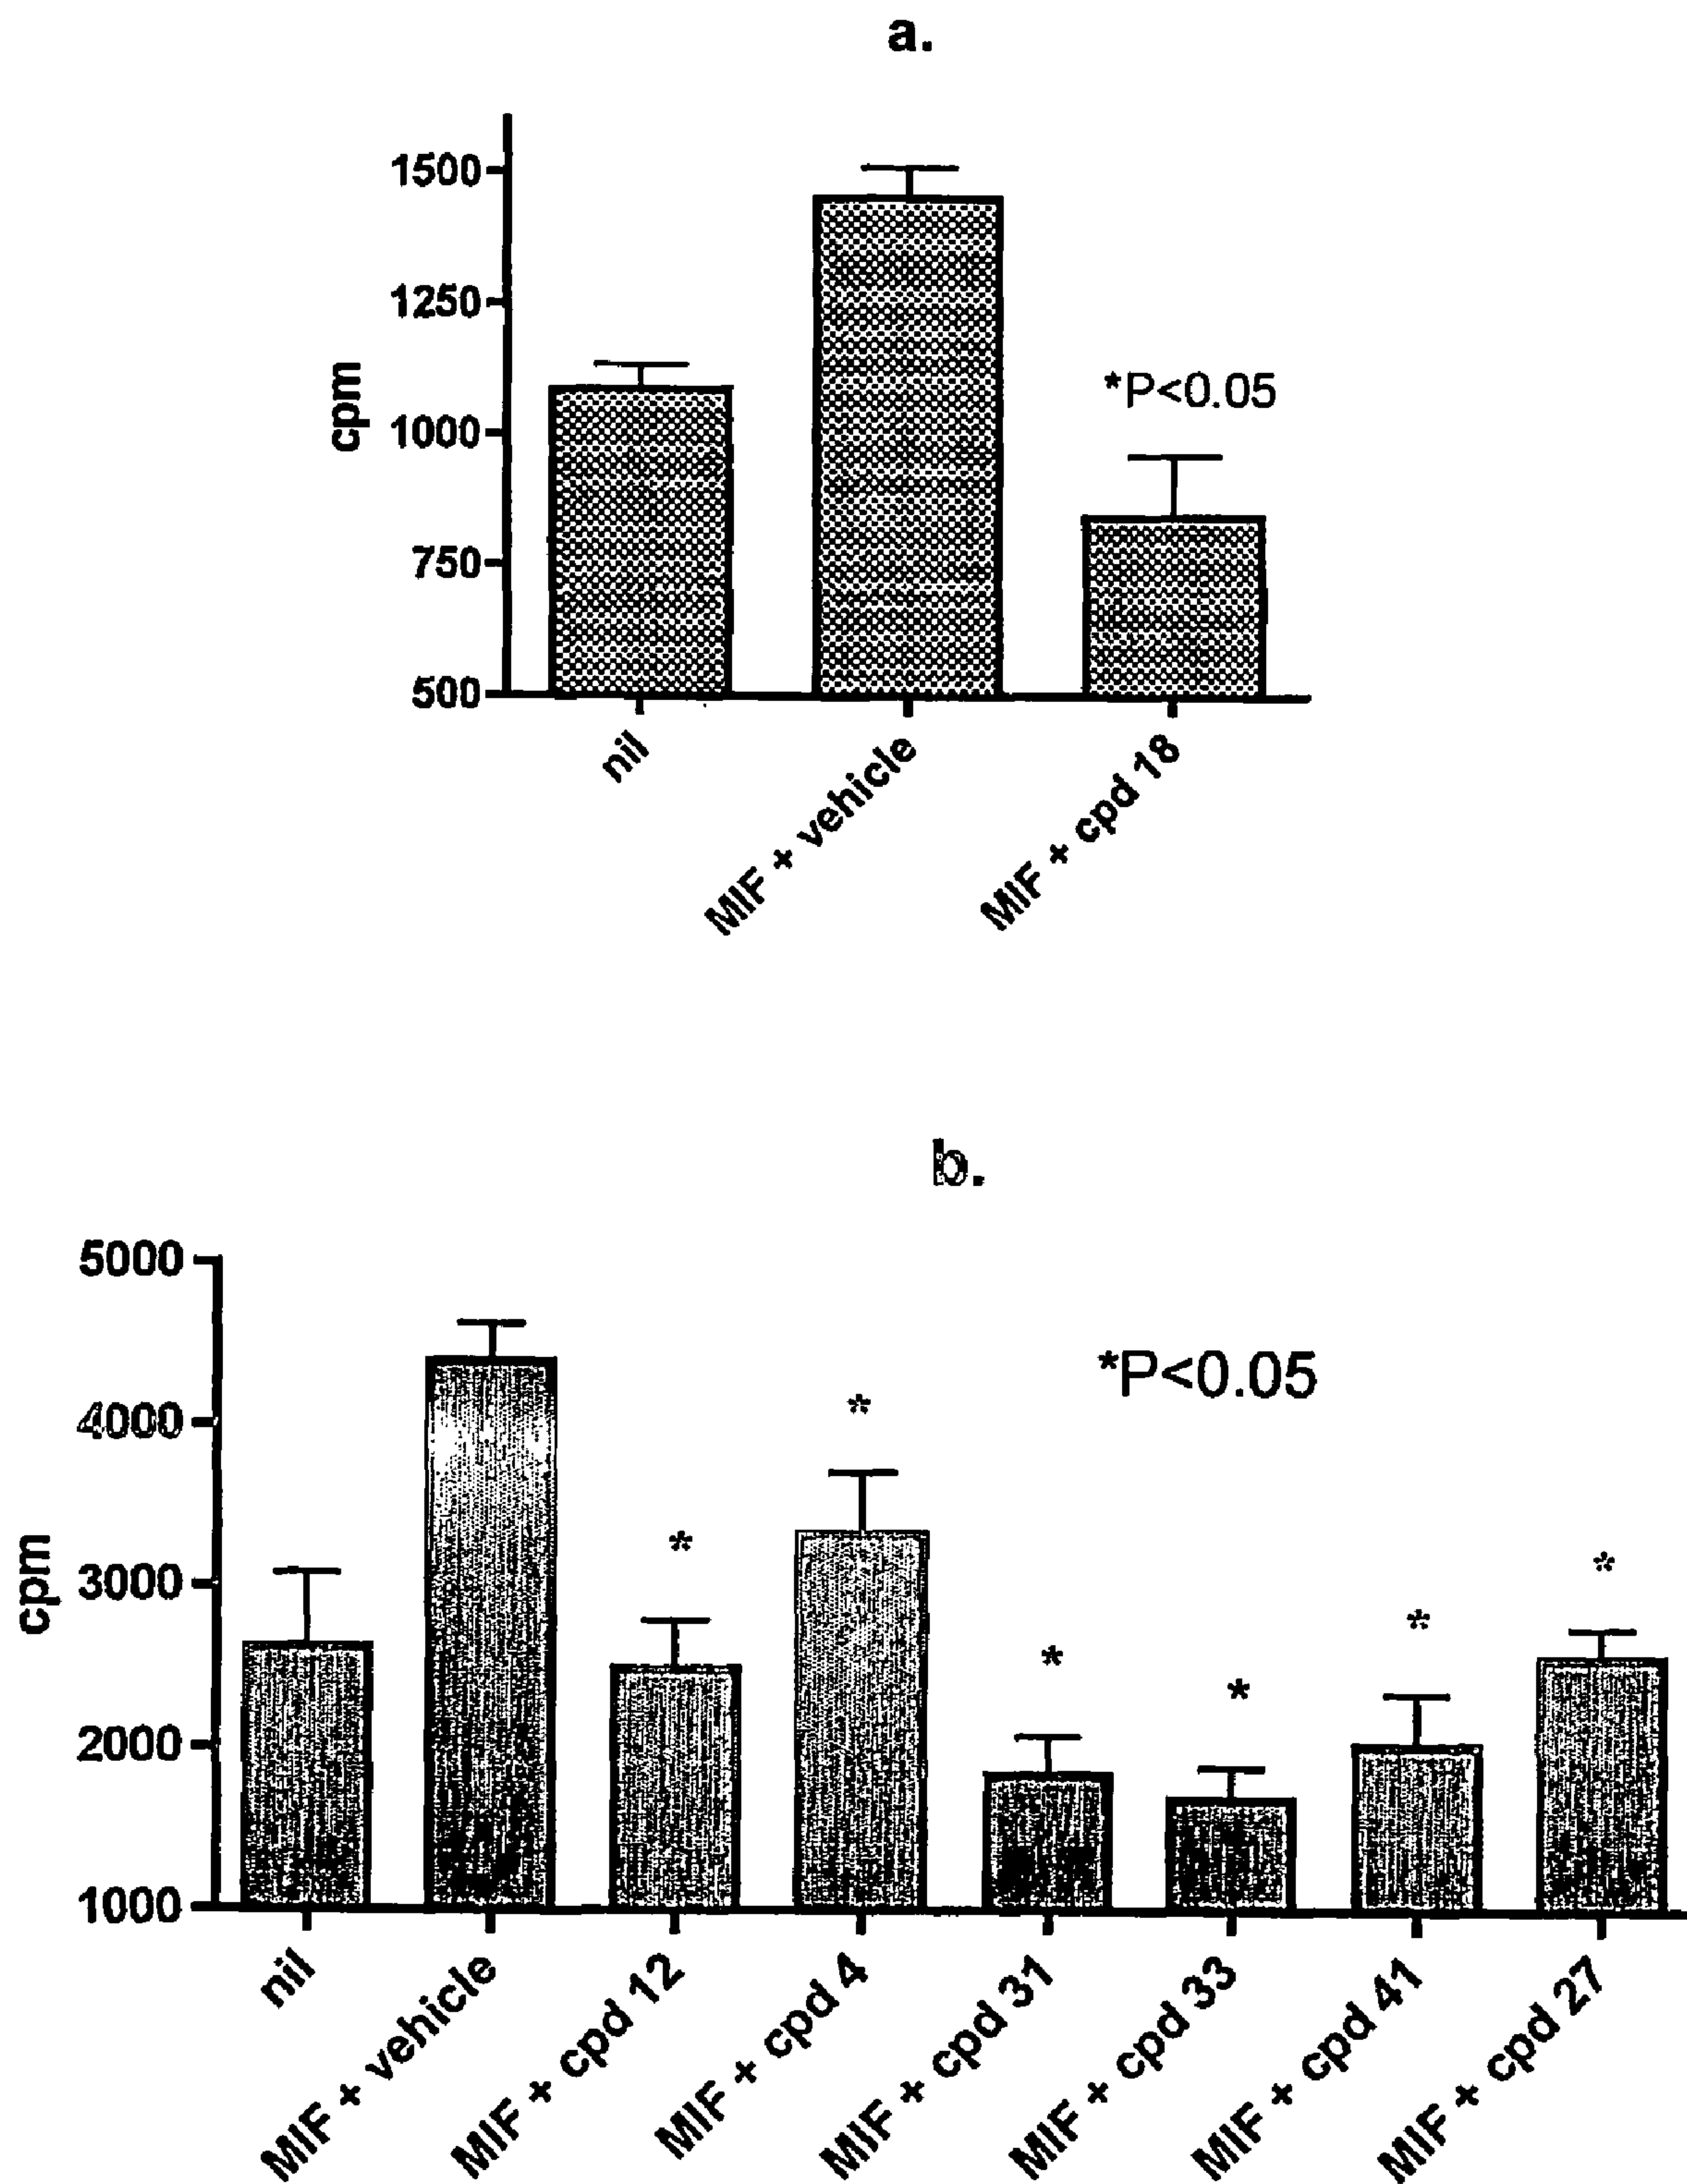 a.
1500
1250
cpm
1000
750
500
*P<0.05
nil
MIF + vehicle
MIF + cpd 18
b.
5000
4000
cpm
3000
2000
1000
*P<0.05
*
*
*
*
*
*
nil
MIF + vehicle
MIF + cpd 12
MIF + cpd 4
MIF + cpd 31
MIF + cpd 33
MIF + cpd 41
MIF + cpd 27